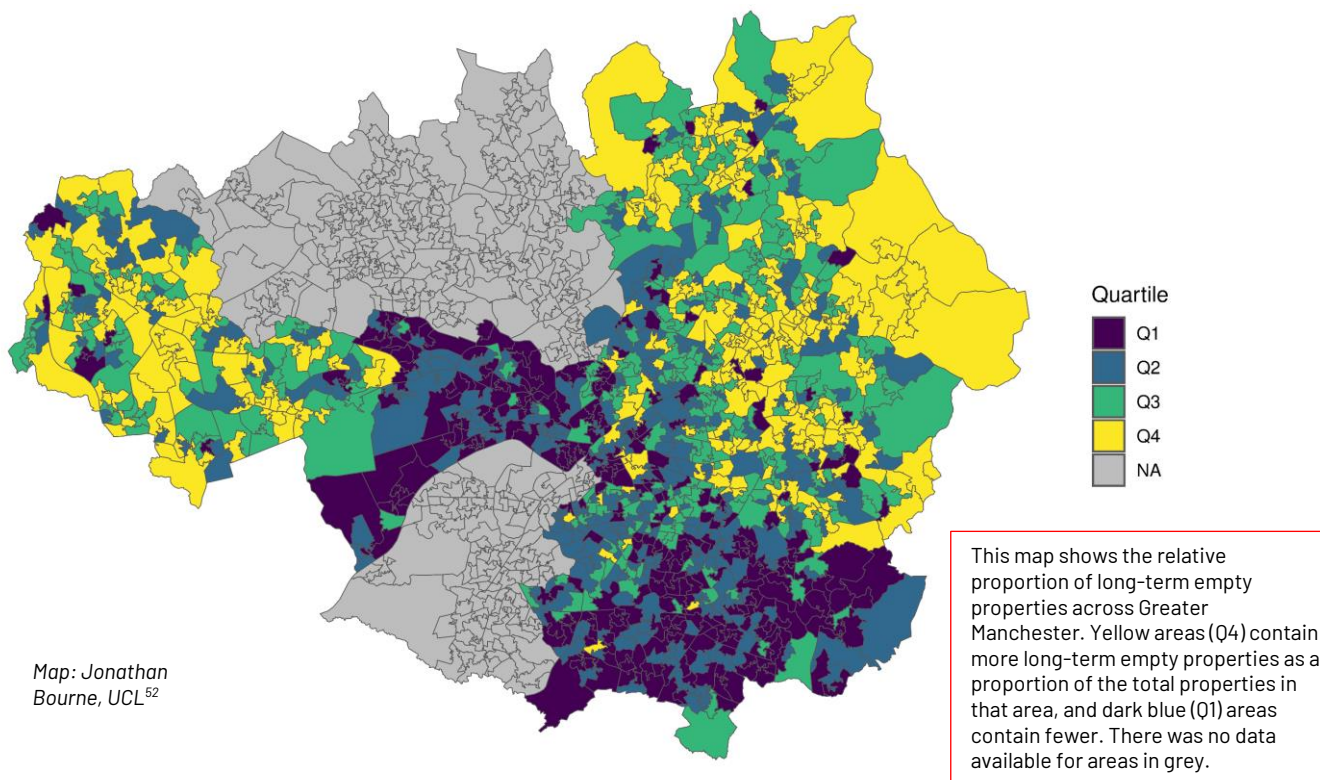 Quartile
Q1
Q2
Q3
Q4
NA
This map shows the relative
proportion of long-term empty
properties across Greater
Manchester. Yellow areas (Q4) contain
more long-term empty properties as a
proportion of the total properties in
that area, and dark blue (Q1) areas
contain fewer. There was no data
available for areas in grey.
Map: Jonathan
Bourne, UCL52